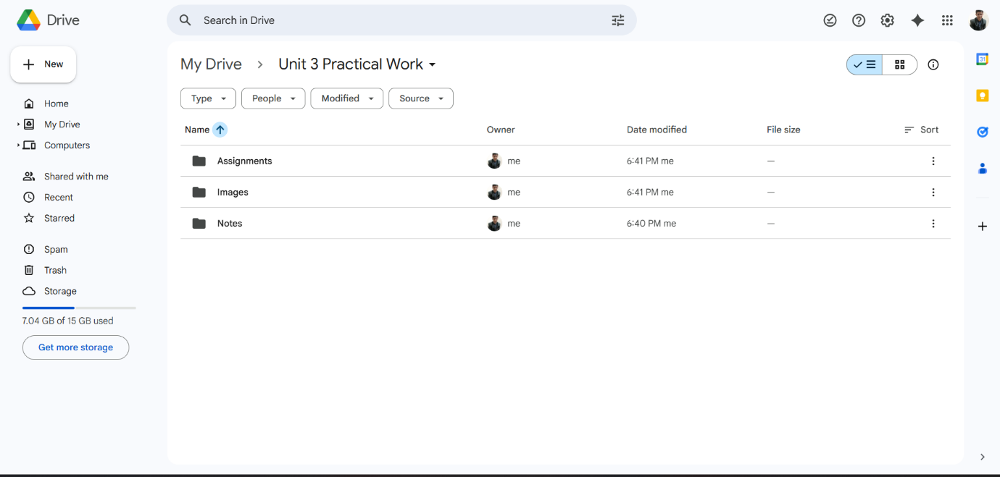 Drive
Search in Drive
New
My Drive > Unit 3 Practical Work
Type
People
Modified
Source
Home
My Drive
Computers
Shared with me
Recent
Starred
Spam
Trash
Storage
7.04 GB of 15 GB used
Get more storage
Name Owner Date modified File size Sort
Assignments me 6:41 PM me —
Images me 6:41 PM me —
Notes me 6:40 PM me —
31